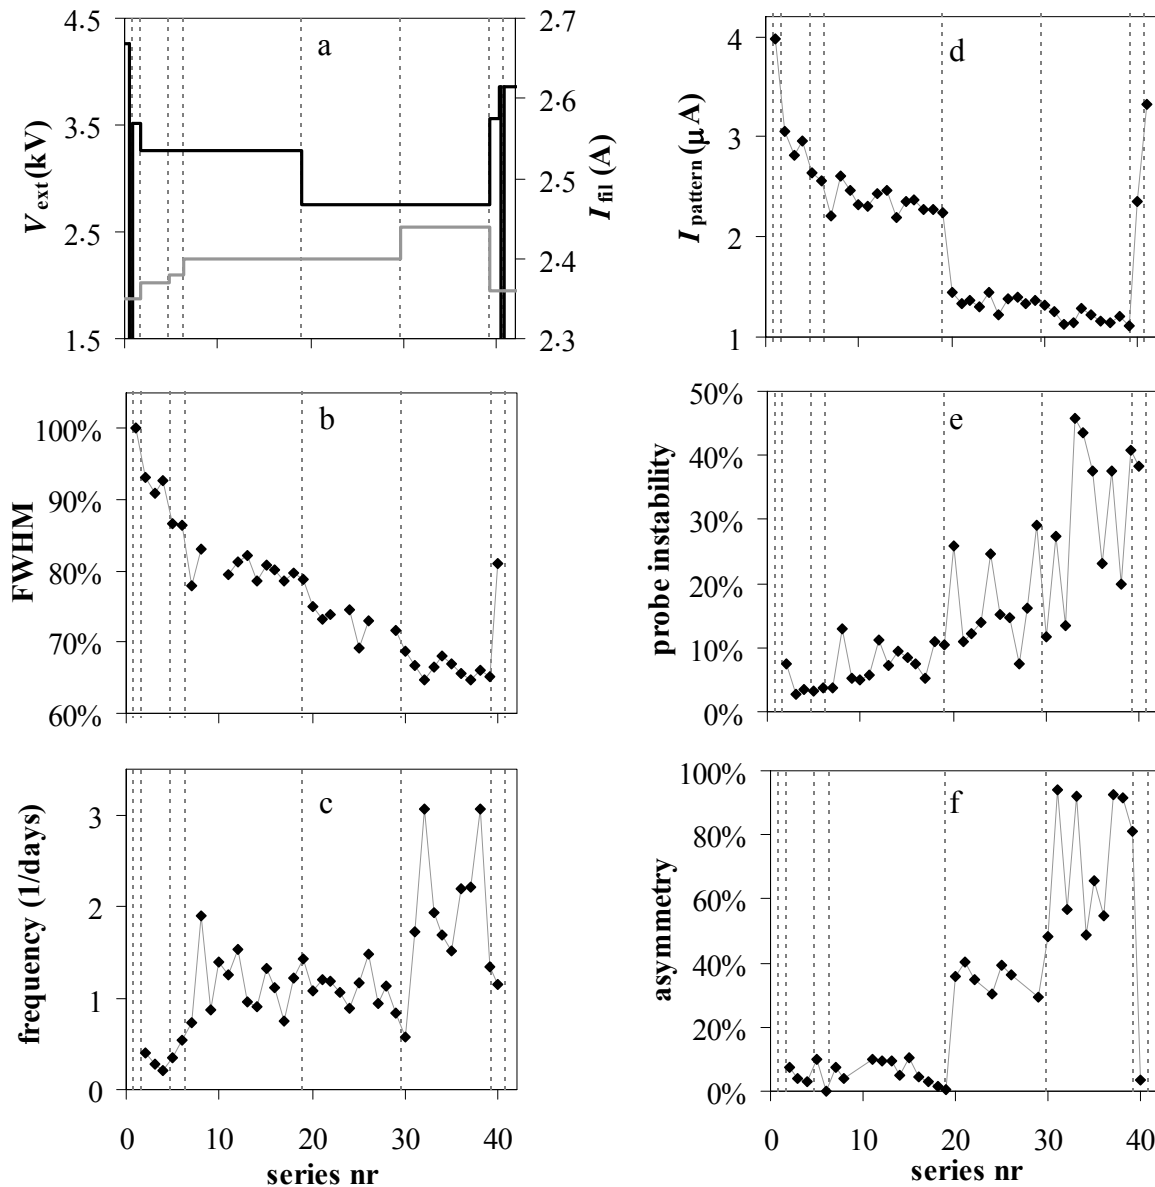 a
4.5
3.5
2.5
1.5
V ext (kV)
2·7
2·6
2·5
2·4
2·3
I fil (A)
d
4
3
2
1
I pattern (μA)
b
100%
90%
80%
70%
60%
FWHM
e
50%
40%
30%
20%
10%
0%
probe instability
c
3
2
1
0
frequency (1/days)
0 10 20 30 40
series nr
f
100%
80%
60%
40%
20%
0%
asymmetry
0 10 20 30 40
series nr